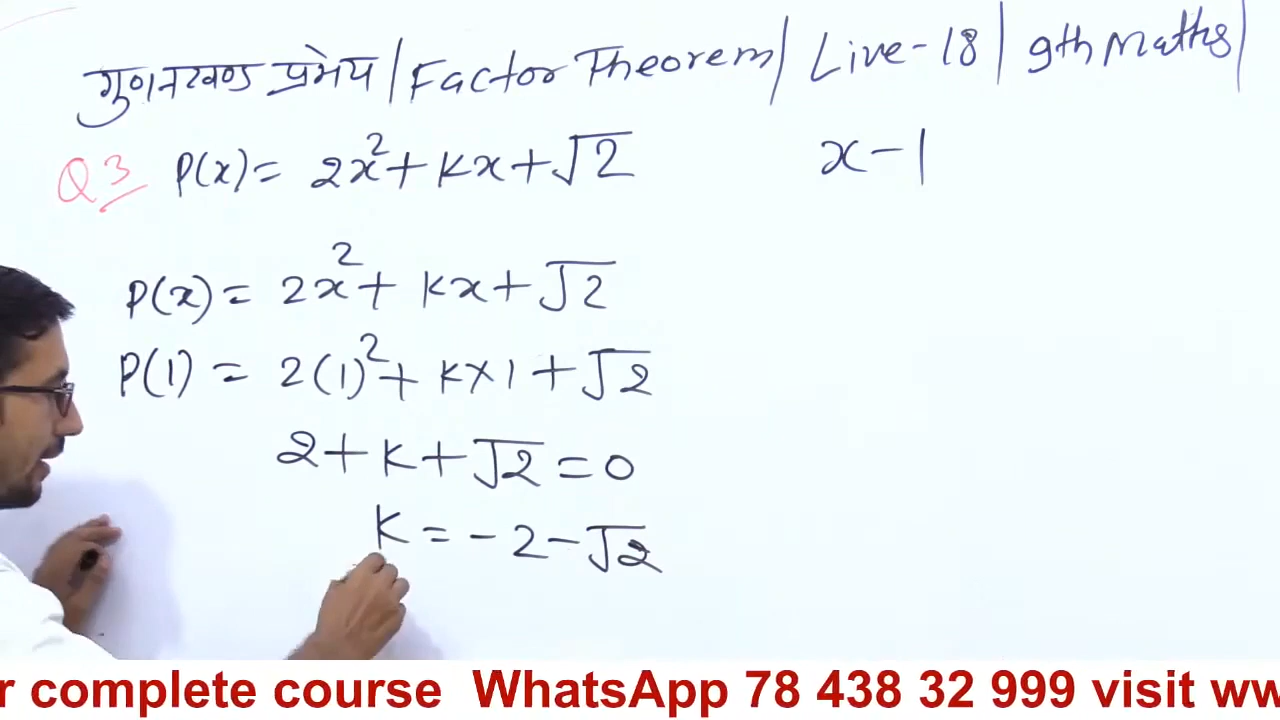 गुणनखण्ड प्रमेय / Factor Theorem / Live-18 / 9th Maths /
Q3 P(x) = 2x² + kx + √2 x - 1
P(x) = 2x² + kx + √2
P(1) = 2(1)² + k×1 + √2
2 + k + √2 = 0
k = -2 - √2
r complete course WhatsApp 78 438 32 999 visit ww